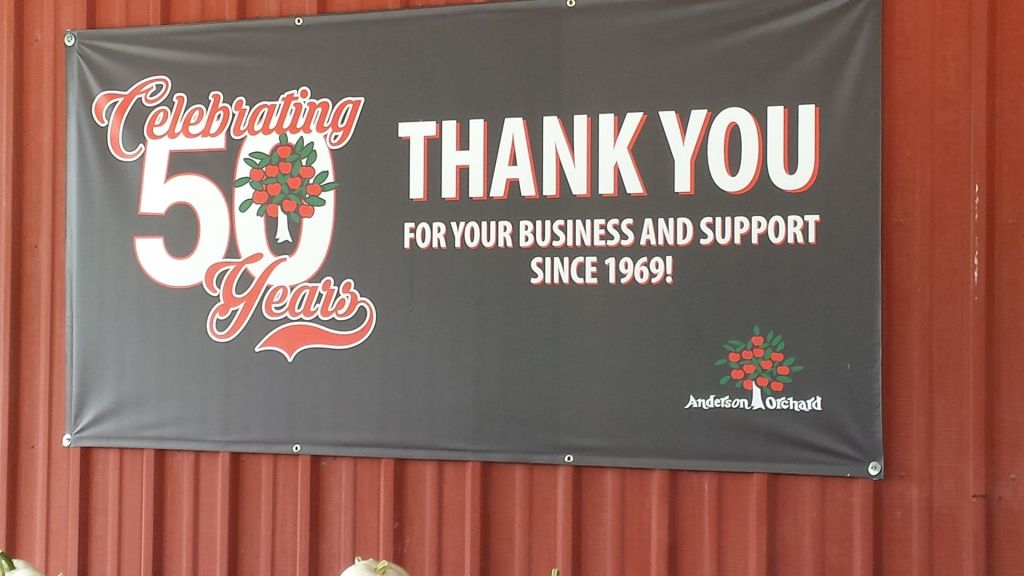 Celebrating
50
Years
THANK YOU
FOR YOUR BUSINESS AND SUPPORT
SINCE 1969!
Anderson Orchard